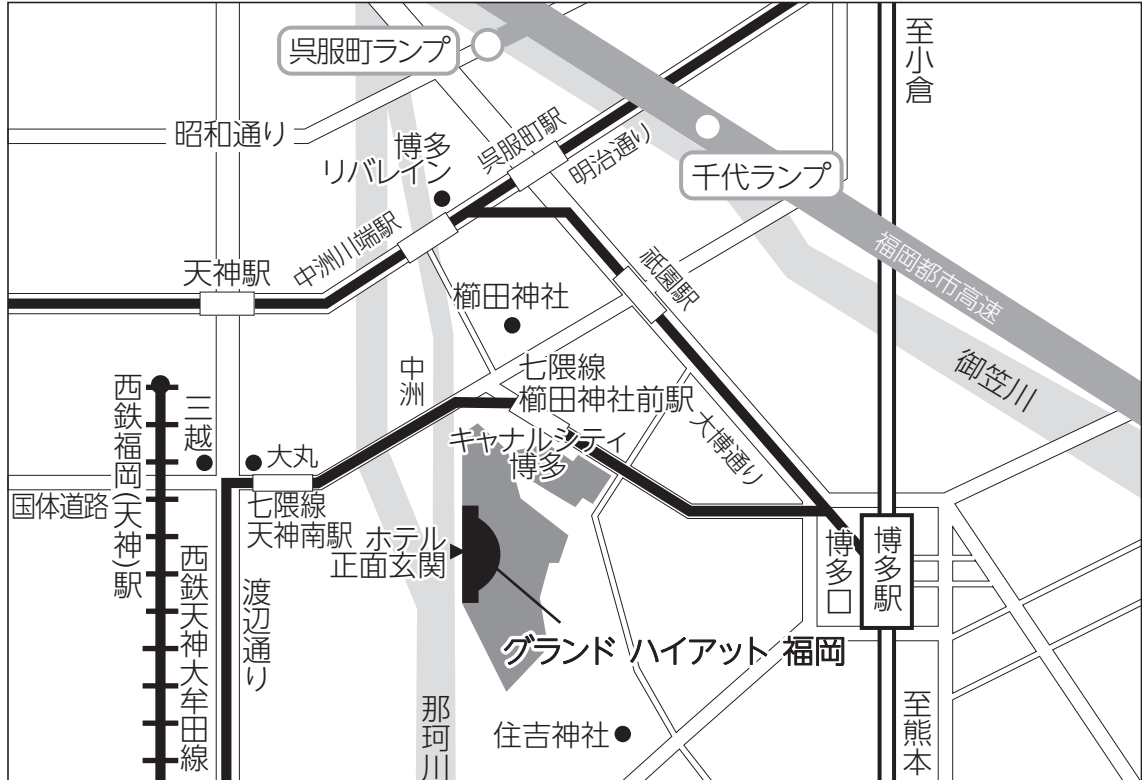 呉服町ランプ
至小倉
昭和通り
博多
リバレイン
呉服町駅
明治通り
千代ランプ
中洲川端駅
天神駅
祇園駅
福岡都市高速
櫛田神社
御笠川
中洲
七隈線
櫛田神社前駅
西鉄福岡(天神)駅
三越
大丸
キャナルシティ
博多
大博通り
国体道路
七隈線
天神南駅
ホテル
正面玄関
博多口
博多駅
西鉄天神大牟田線
渡辺通り
グランド ハイアット 福岡
那珂川
住吉神社
至熊本